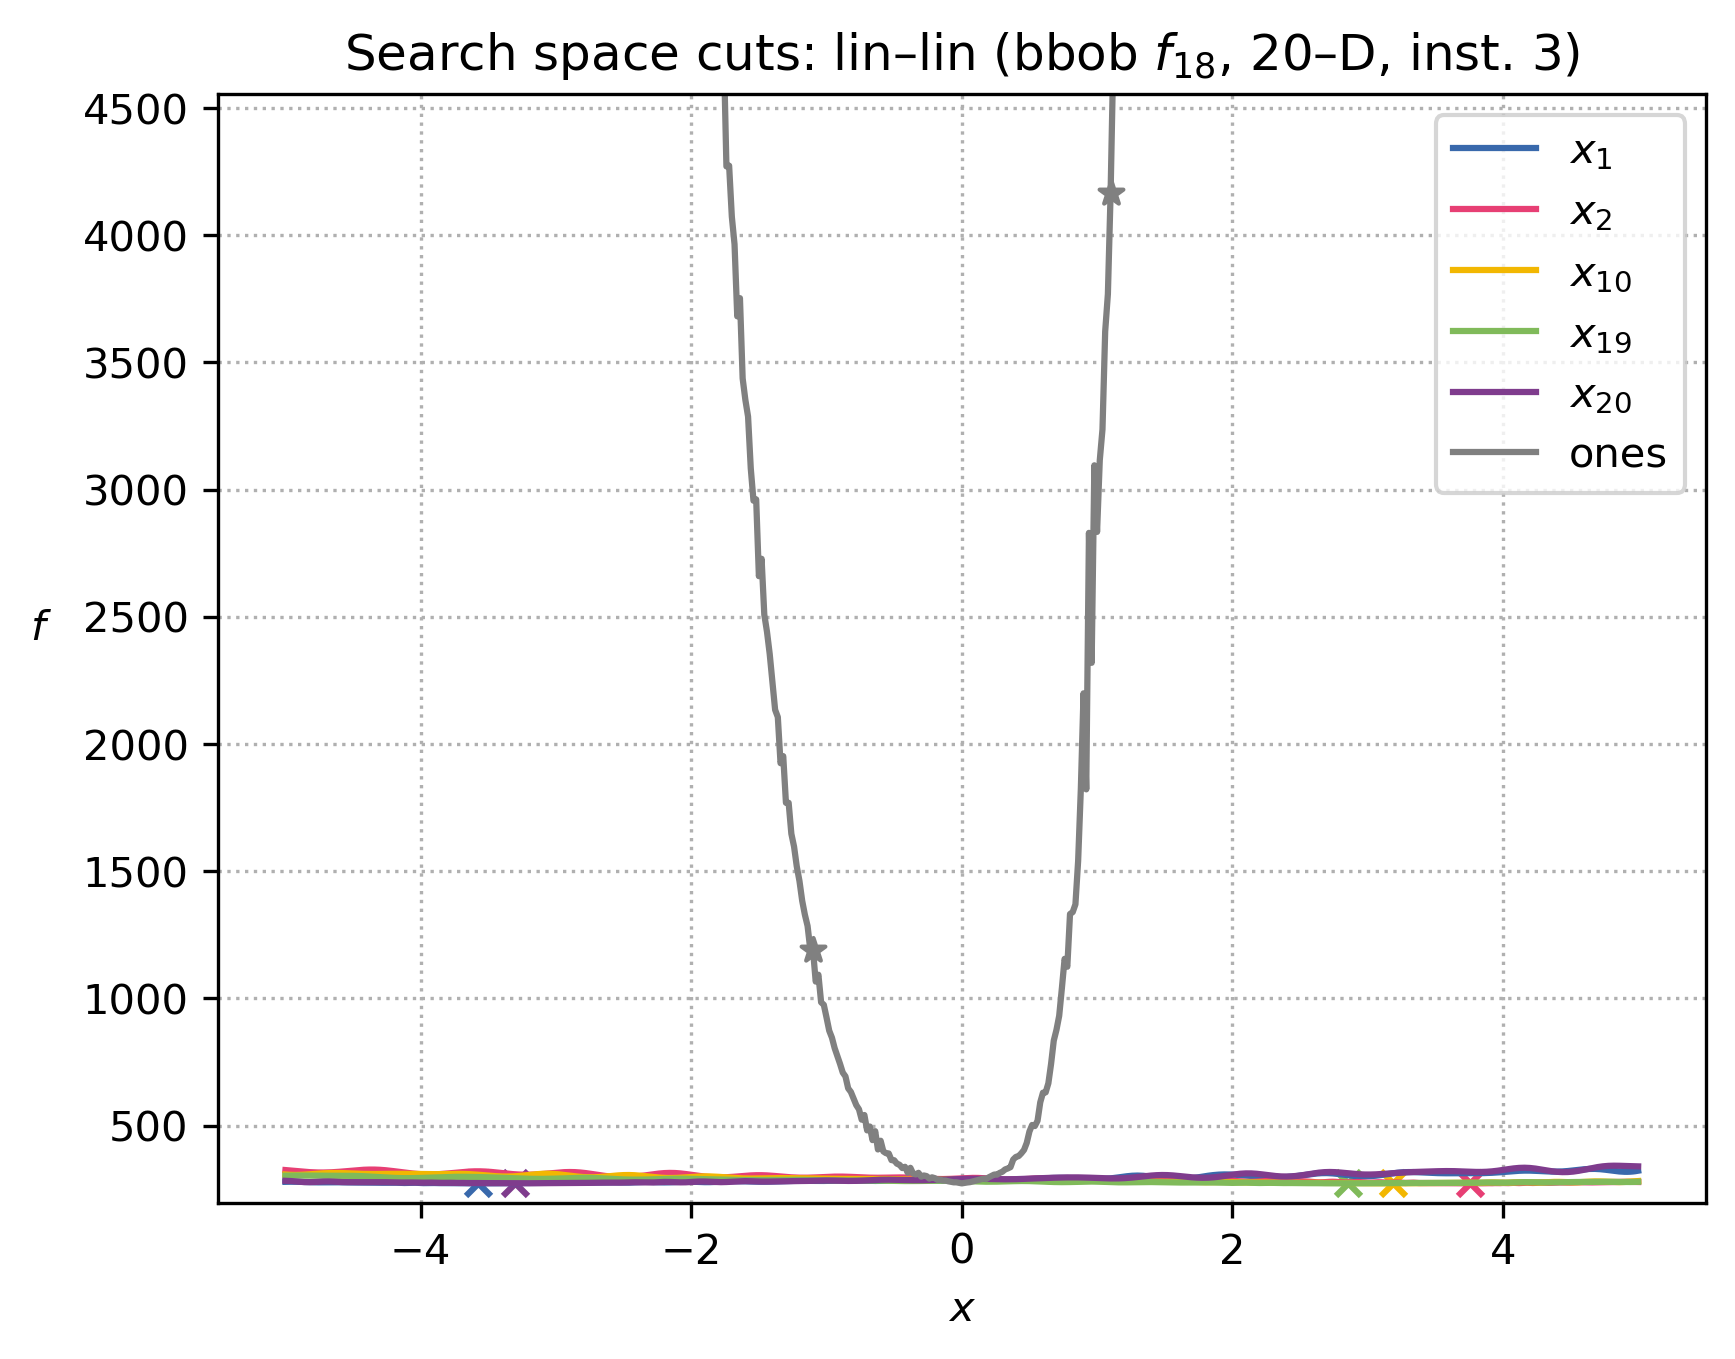 Search space cuts: lin–lin (bbob f₁₈, 20–D, inst. 3)
4500
4000
3500
3000
2500
2000
1500
1000
500
f
−4
−2
0
2
4
x
x₁
x₂
x₁₀
x₁₉
x₂₀
ones